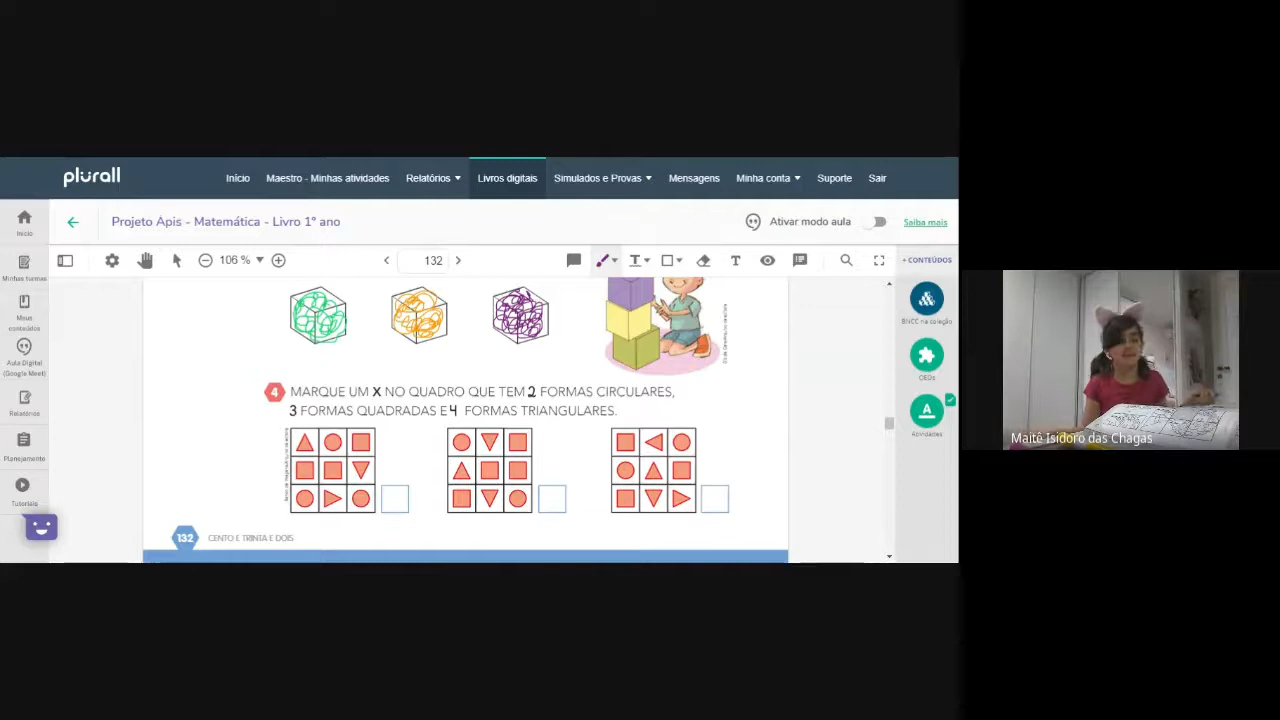 plurall
Início
Maestro - Minhas atividades
Relatórios
Livros digitais
Simulados e Provas
Mensagens
Minha conta
Suporte
Sair
Projeto Apis - Matemática - Livro 1º ano
Ativar modo aula
Saiba mais
106 %
132
T
T
+ CONTEÚDOS
Início
Minhas turmas
Meus
conteúdos
Aula Digital
(Google Meet)
Relatórios
Planejamento
Tutoriais
BNCC na coleção
OEDs
A
Atividades
4 MARQUE UM X NO QUADRO QUE TEM 2 FORMAS CIRCULARES,
3 FORMAS QUADRADAS E 4 FORMAS TRIANGULARES.
132 CENTO E TRINTA E DOIS
Maitê Isidoro das Chagas